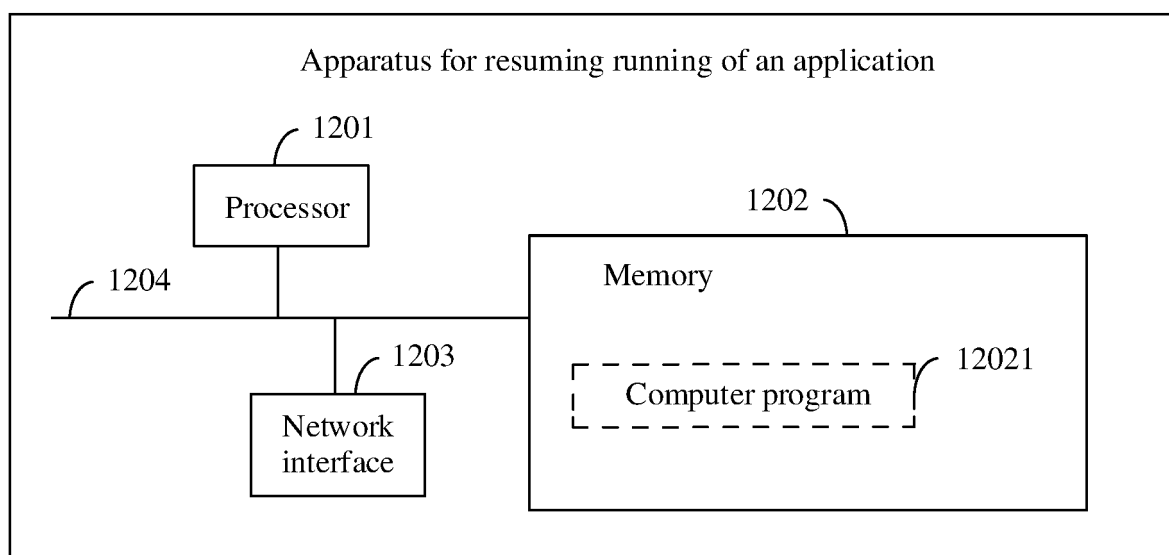 Apparatus for resuming running of an application
1201
Processor
1202
1204
Memory
1203
12021
Computer program
Network
interface